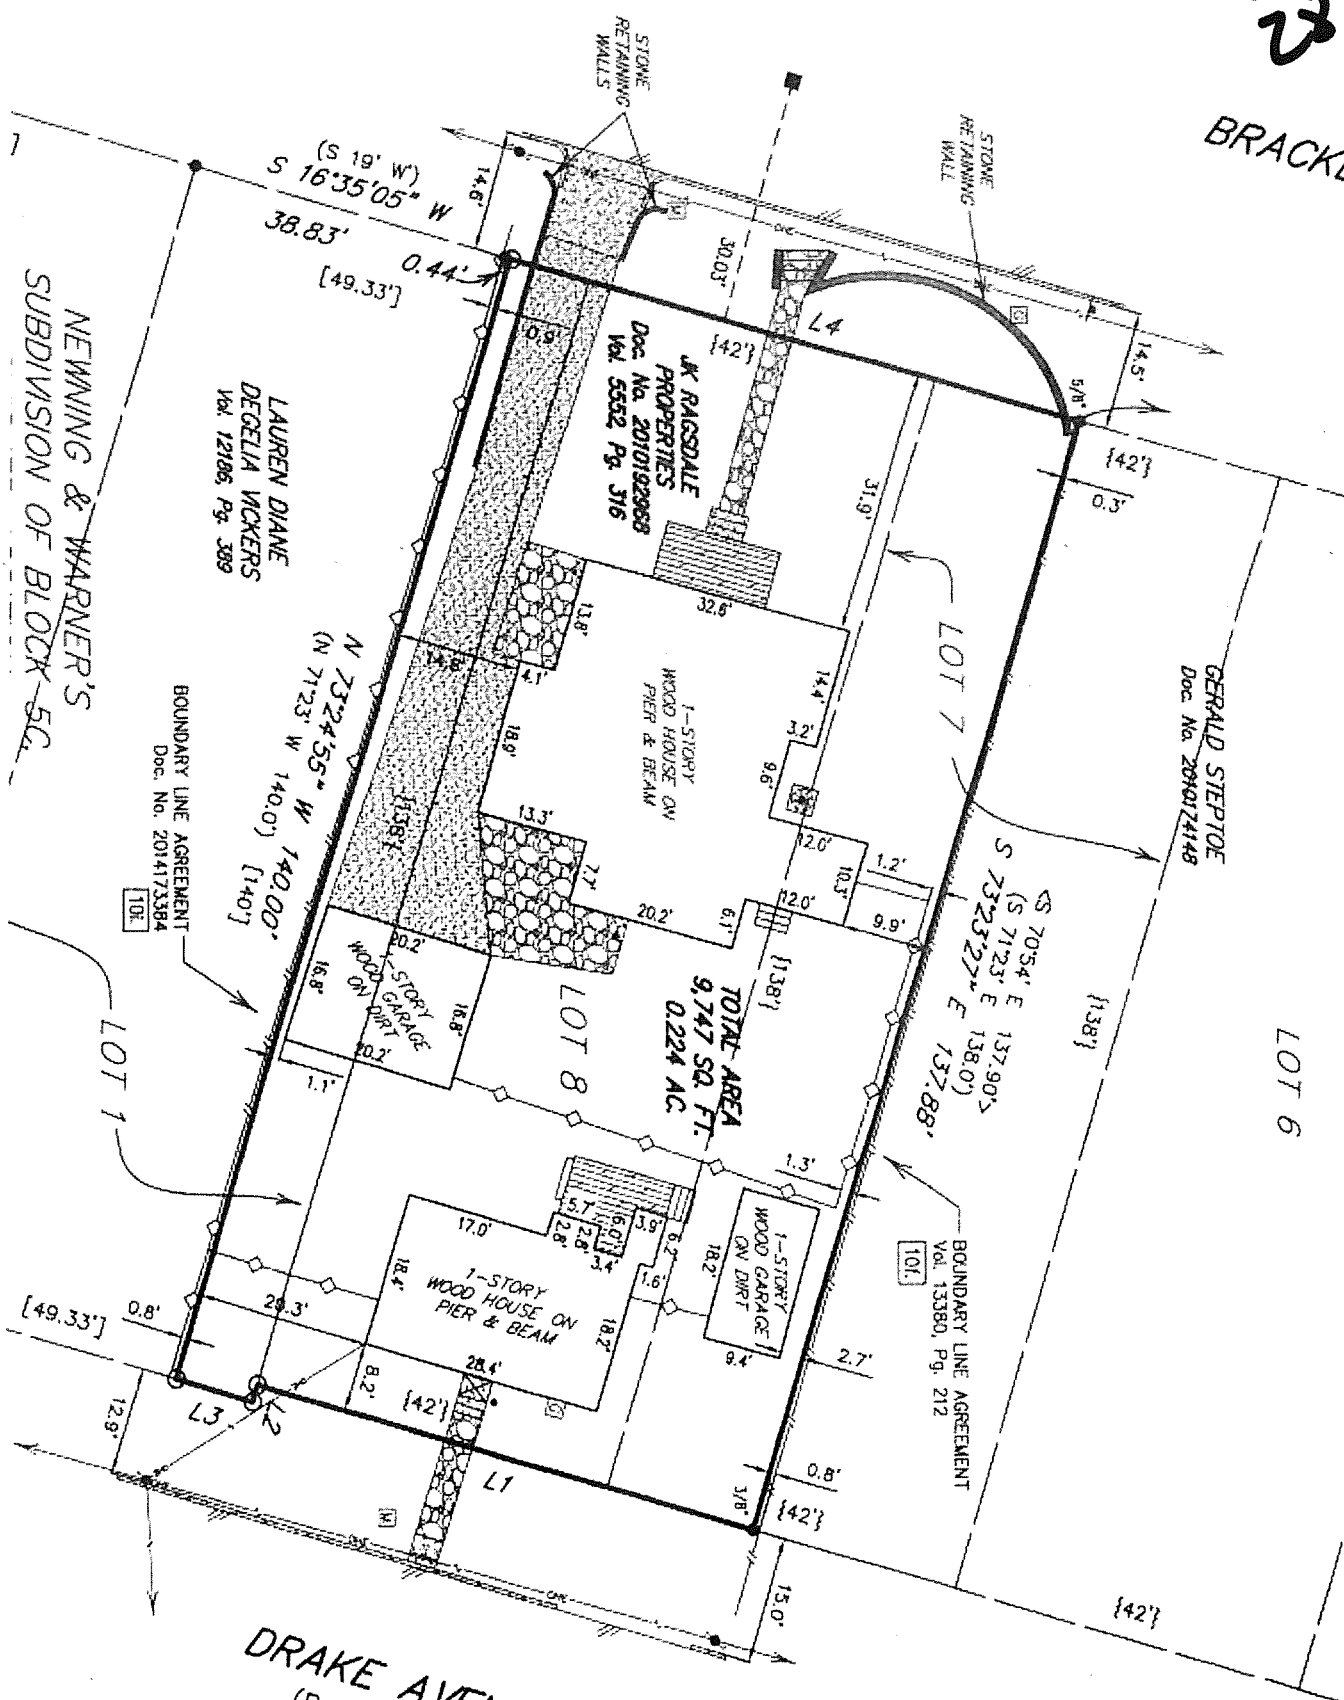 BRACKE
STONE
RETAINING
WALLS
STONE
RETAINING
WALL
(S 19' W)
S 16°35'05" W
38.83'
14.6'
0.44'
[49.33']
0.9'
30.03'
L4
{42'}
14.5'
5/8"
{42'}
0.3'
NEWNING & WARNER'S
SUBDIVISION OF BLOCK 5C,
LAUREN DIANE
DEGELIA VICKERS
Vol. 12186, Pg. 389
JK RAGSDALE
PROPERTIES
Doc. No. 2010192968
Vol. 5552, Pg. 316
31.9'
LOT 7
GERALD STEPTOE
Doc. No. 2010174148
32.6'
13.8'
4.1'
14.4'
3.2'
9.6'
1-STORY
WOOD HOUSE ON
PIER & BEAM
18.9'
13.3'
7.7'
20.2'
6.1'
12.0'
10.3'
12.0'
1.2'
9.9'
N 73°24'55" W 140.00'
(N 71°23' W 140.0') [140']
{138'}
BOUNDARY LINE AGREEMENT
Doc. No. 2014173384
10f.
<S 70°54' E 137.90'>
(S 71°23' E 138.0')
S 73°23'27" E 137.88'
{138'}
{138'}
LOT 6
20.2'
16.8'
1-STORY
WOOD GARAGE
ON DIRT
16.8'
20.2'
1.1'
LOT 8
TOTAL AREA
9,747 SQ. FT.
0.224 AC.
LOT 1
1.3'
1-STORY
WOOD GARAGE
ON DIRT
18.2'
9.4'
2.7'
BOUNDARY LINE AGREEMENT
Vol. 13380, Pg. 212
10f.
17.0'
5.7'
2.8'
2.8'
6.0'
3.4'
3.9'
6.2'
1.6'
18.4'
1-STORY
WOOD HOUSE ON
PIER & BEAM
18.2'
28.4'
8.2'
[49.33']
0.8'
L3
L2
{42'}
L1
0.8'
3/8"
{42'}
12.9'
15.0'
{42'}
DRAKE AVEN